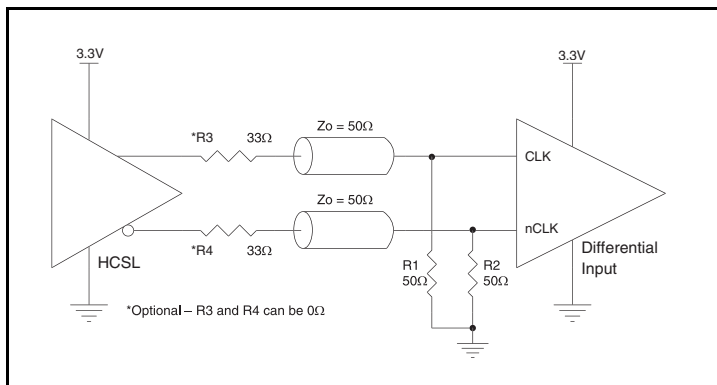 3.3V
3.3V
*R3
33Ω
Zo = 50Ω
CLK
Zo = 50Ω
nCLK
*R4
33Ω
HCSL
R1
50Ω
R2
50Ω
Differential
Input
*Optional – R3 and R4 can be 0Ω